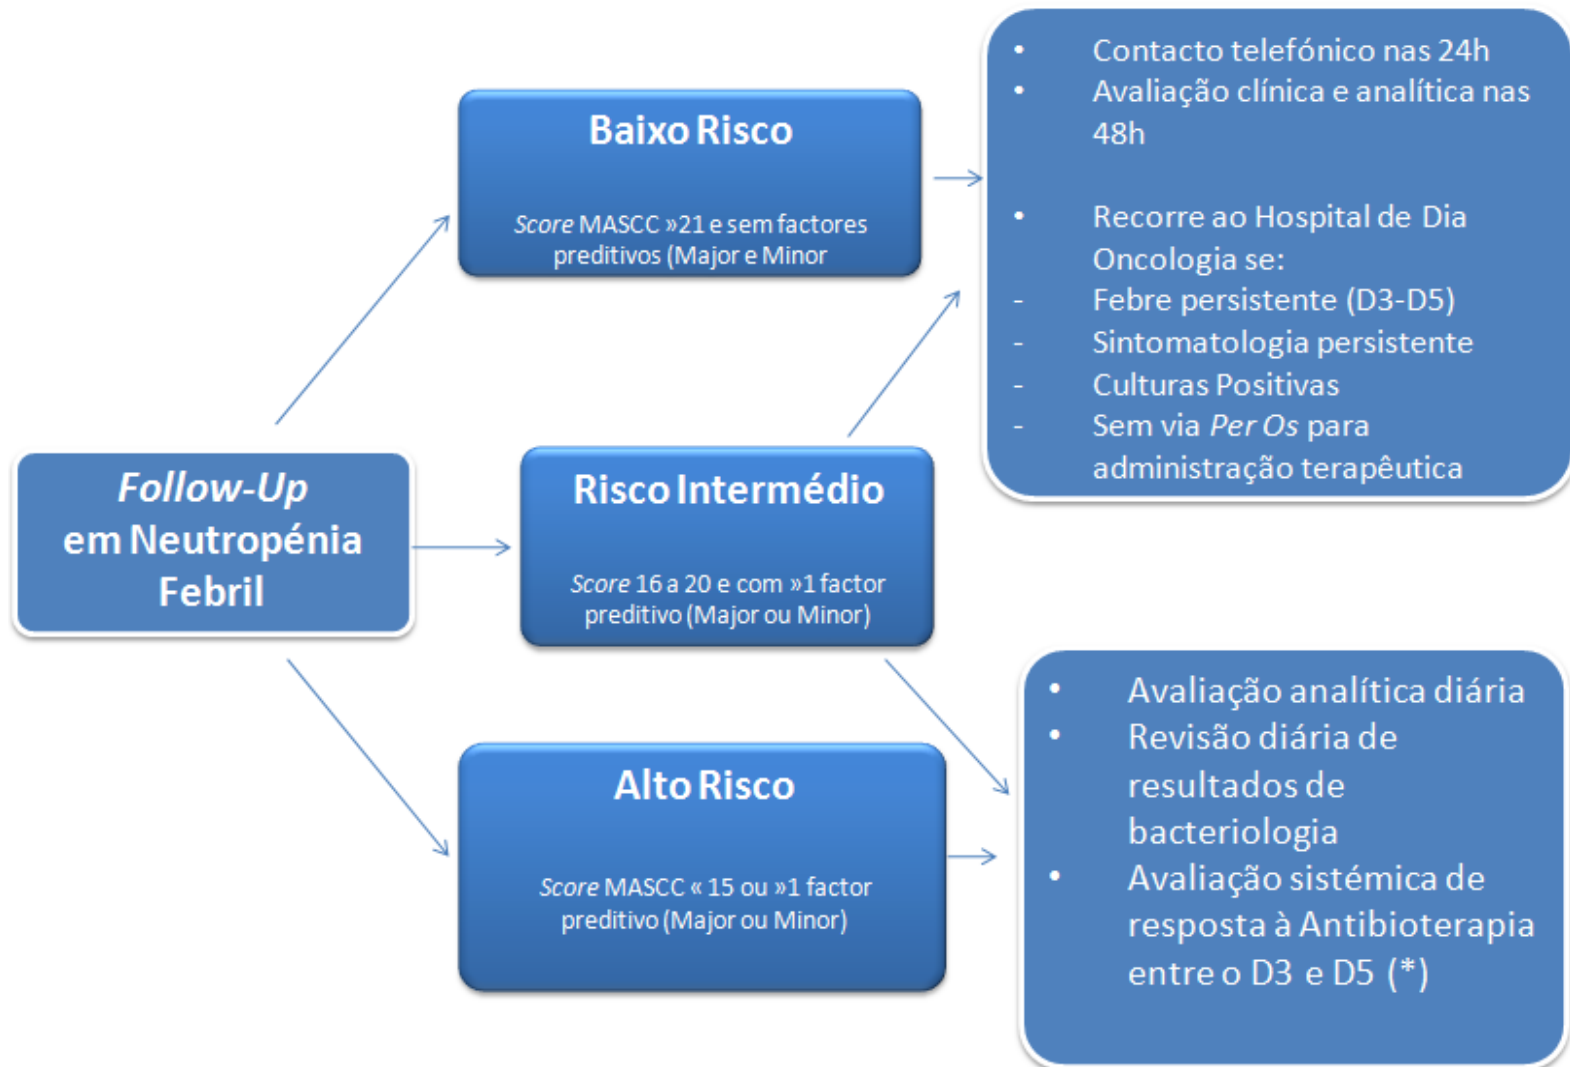 Follow-Up
em Neutropénia
Febril
Baixo Risco
Score MASCC »21 e sem factores
preditivos (Major e Minor
Risco Intermédio
Score 16 a 20 e com »1 factor
preditivo (Major ou Minor)
Alto Risco
Score MASCC « 15 ou »1 factor
preditivo (Major ou Minor)
• Contacto telefónico nas 24h
• Avaliação clínica e analítica nas
48h
• Recorre ao Hospital de Dia
Oncologia se:
- Febre persistente (D3-D5)
- Sintomatologia persistente
- Culturas Positivas
- Sem via Per Os para
administração terapêutica
• Avaliação analítica diária
• Revisão diária de
resultados de
bacteriologia
• Avaliação sistémica de
resposta à Antibioterapia
entre o D3 e D5 (*)